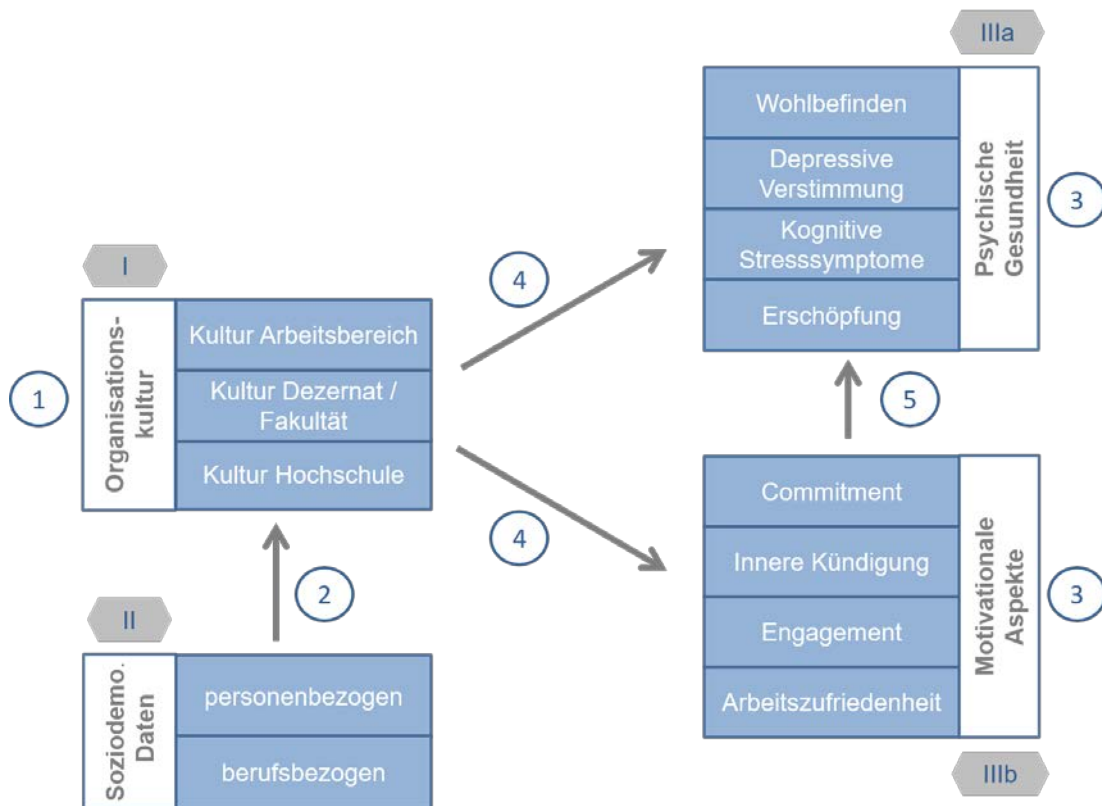 IIIa
Wohlbefinden
Depressive
Verstimmung
Kognitive
Stresssymptome
Erschöpfung
Psychische
Gesundheit
3
I
1
Organisations-
kultur
Kultur Arbeitsbereich
Kultur Dezernat /
Fakultät
Kultur Hochschule
4
4
5
2
II
Soziodemo.
Daten
personenbezogen
berufsbezogen
Commitment
Innere Kündigung
Engagement
Arbeitszufriedenheit
Motivationale
Aspekte
3
IIIb